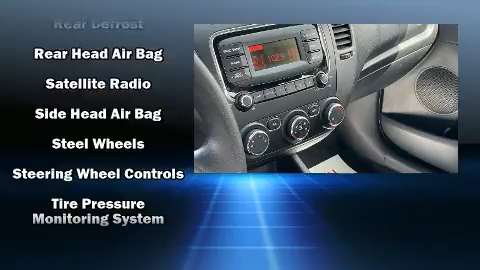 Rear Defrost
Rear Head Air Bag
Satellite Radio
Side Head Air Bag
Steel Wheels
Steering Wheel Controls
Tire Pressure
Monitoring System